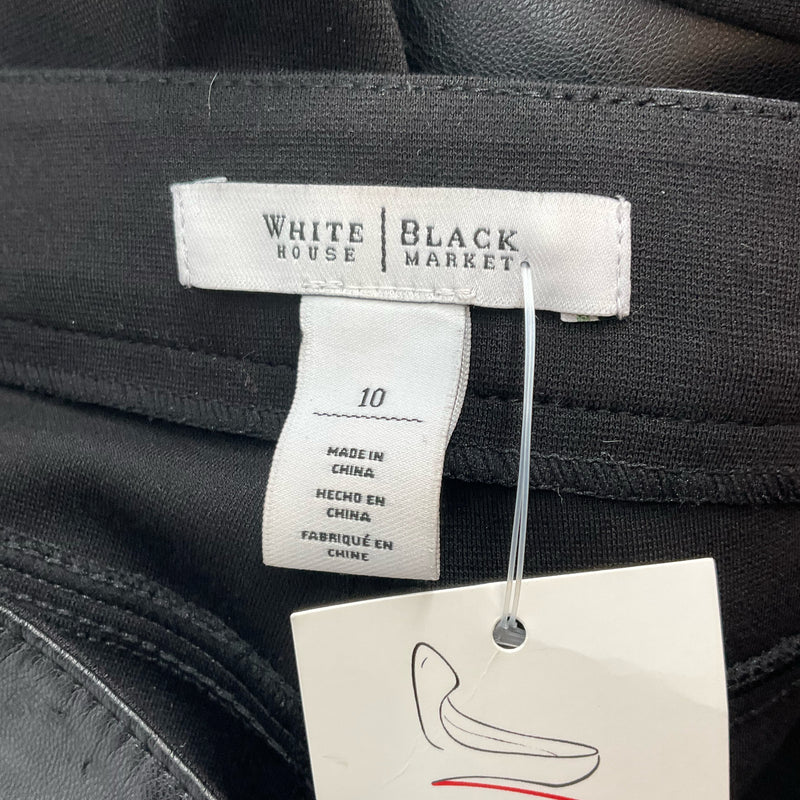 WHITE | BLACK
HOUSE MARKET
10
MADE IN
CHINA
HECHO EN
CHINA
FABRIQUÉ EN
CHINE